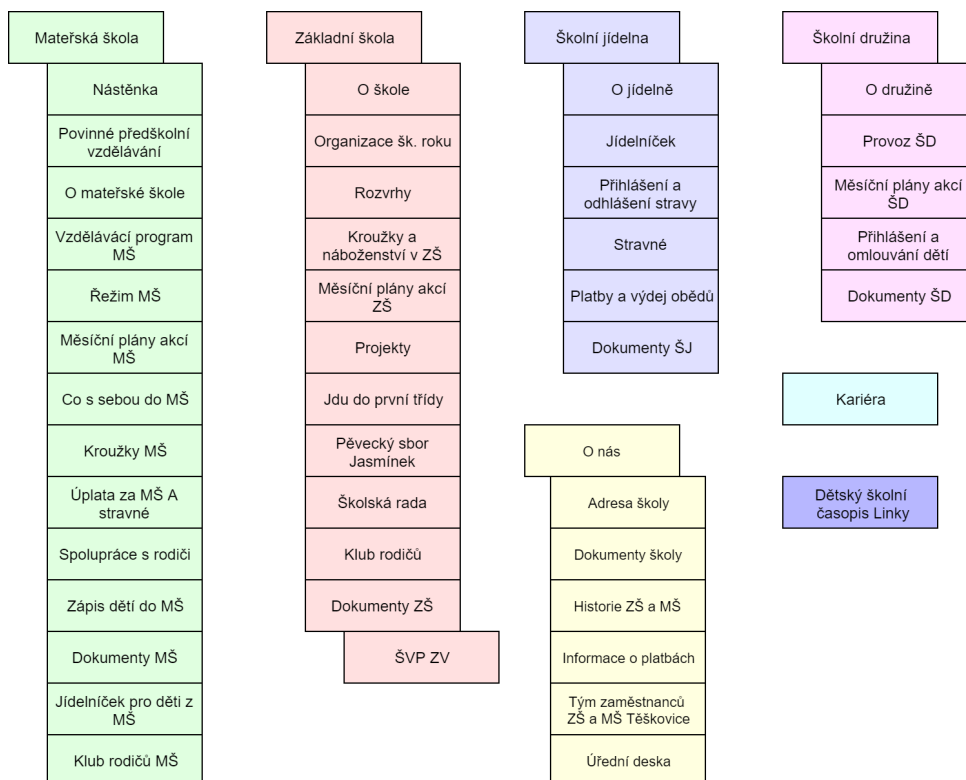 Mateřská škola
Nástěnka
Povinné předškolní
vzdělávání
O mateřské škole
Vzdělávácí program
MŠ
Řežim MŠ
Měsíční plány akcí
MŠ
Co s sebou do MŠ
Kroužky MŠ
Úplata za MŠ A
stravné
Spolupráce s rodiči
Zápis dětí do MŠ
Dokumenty MŠ
Jídelníček pro děti z
MŠ
Klub rodičů MŠ
Základní škola
O škole
Organizace šk. roku
Rozvrhy
Kroužky a
náboženství v ZŠ
Měsíční plány akcí
ZŠ
Projekty
Jdu do první třídy
Pěvecký sbor
Jasmínek
Školská rada
Klub rodičů
Dokumenty ZŠ
ŠVP ZV
Školní jídelna
O jídelně
Jídelníček
Přihlášení a
odhlášení stravy
Stravné
Platby a výdej obědů
Dokumenty ŠJ
O nás
Adresa školy
Dokumenty školy
Historie ZŠ a MŠ
Informace o platbách
Tým zaměstnanců
ZŠ a MŠ Těškovice
Úřední deska
Školní družina
O družině
Provoz ŠD
Měsíční plány akcí
ŠD
Přihlášení a
omlouvání dětí
Dokumenty ŠD
Kariéra
Dětský školní
časopis Linky